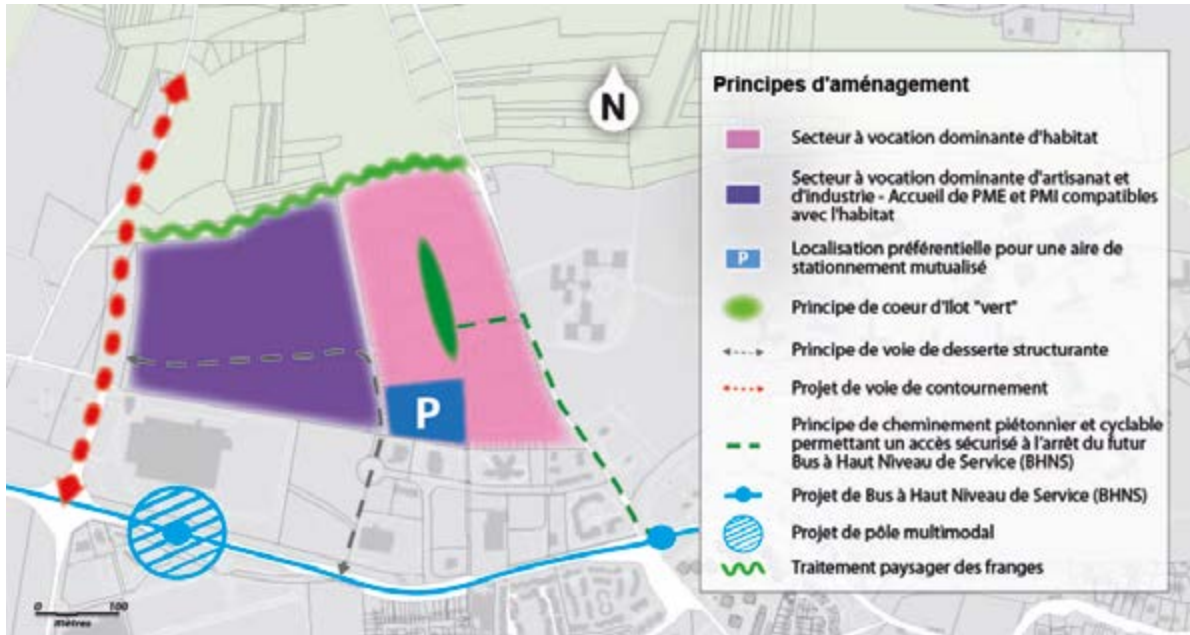 N
Principes d'aménagement
Secteur à vocation dominante d'habitat
Secteur à vocation dominante d'artisanat et
d'industrie - Accueil de PME et PMI compatibles
avec l'habitat
P
Localisation préférentielle pour une aire de
stationnement mutualisé
Principe de coeur d'îlot "vert"
Principe de voie de desserte structurante
Projet de voie de contournement
Principe de cheminement piétonnier et cyclable
permettant un accès sécurisé à l'arrêt du futur
Bus à Haut Niveau de Service (BHNS)
Projet de Bus à Haut Niveau de Service (BHNS)
Projet de pôle multimodal
Traitement paysager des franges
P
0 100
mètres